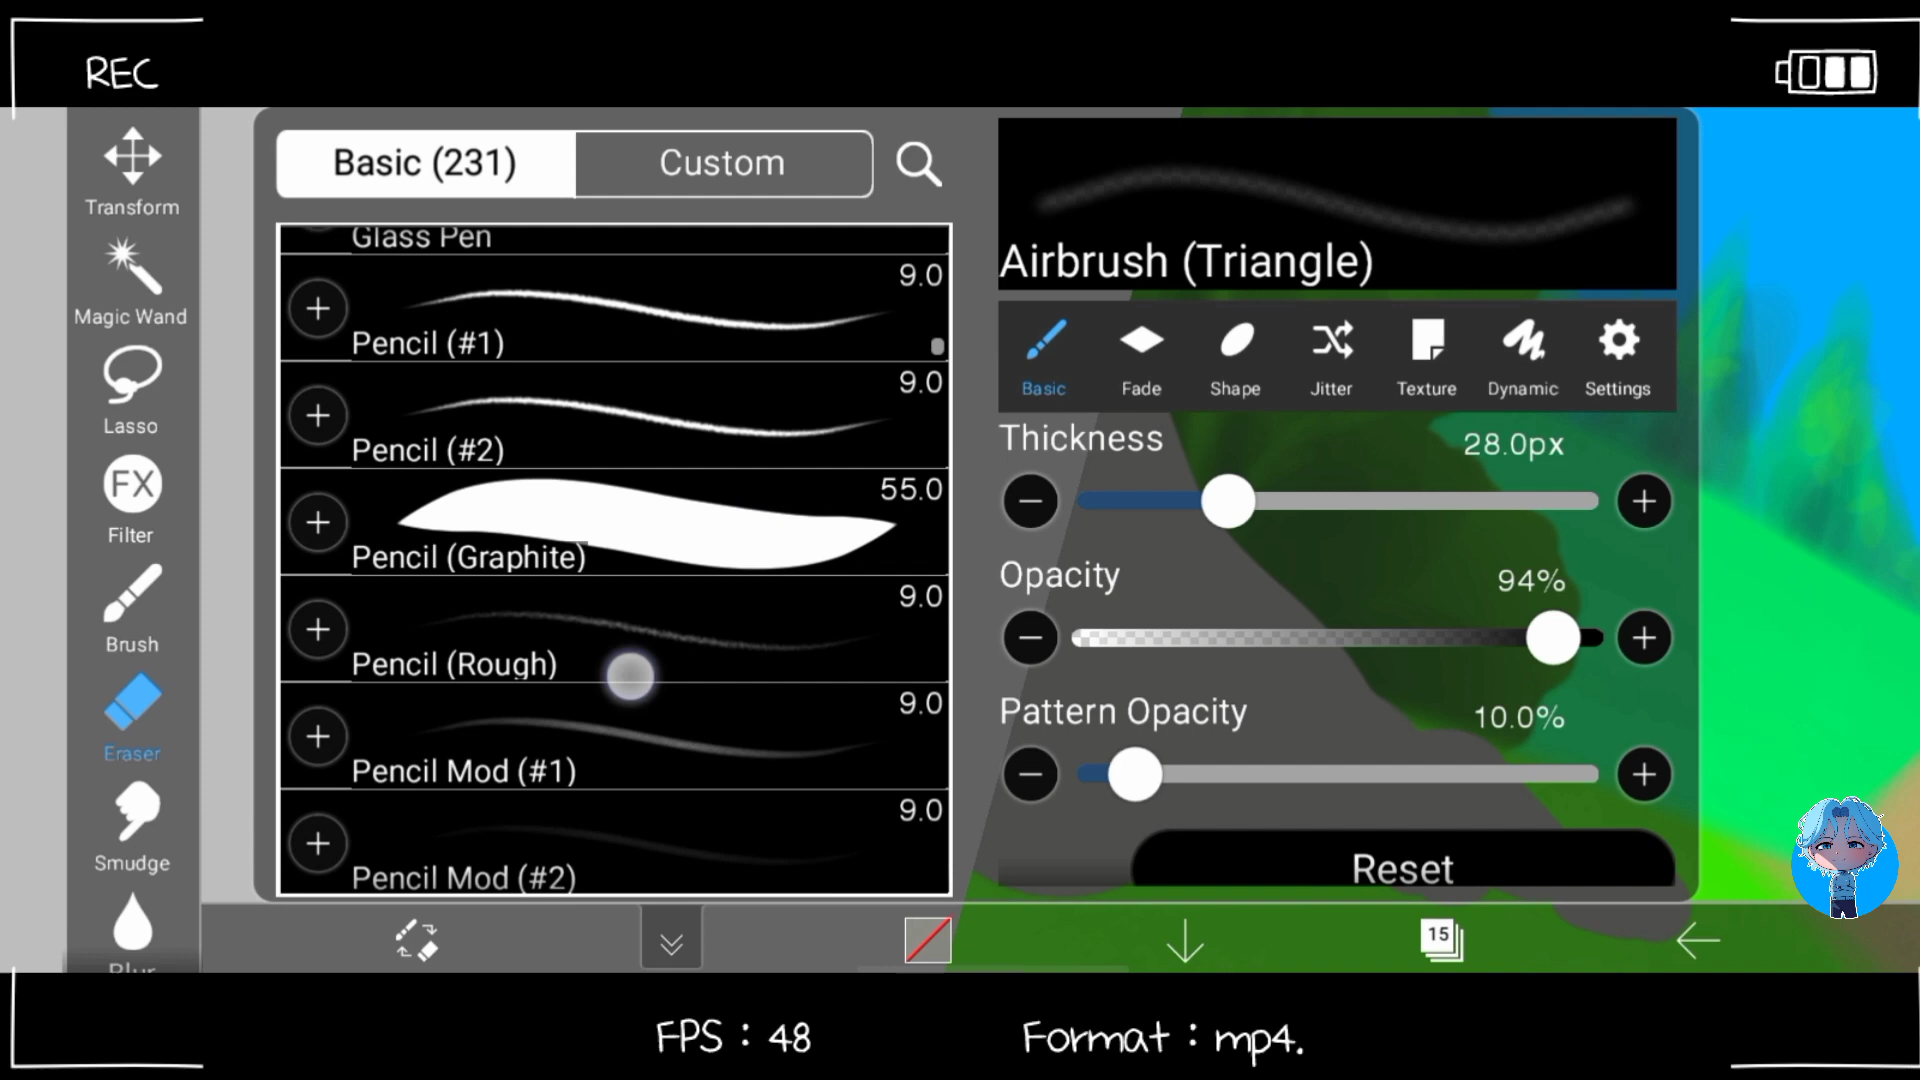 REC
Transform
Magic Wand
Lasso
FX
Filter
Brush
Eraser
Smudge
Blur
Basic (231)
Custom
Glass Pen
9.0
Pencil (#1)
9.0
Pencil (#2)
55.0
Pencil (Graphite)
9.0
Pencil (Rough)
9.0
Pencil Mod (#1)
9.0
Pencil Mod (#2)
Airbrush (Triangle)
Basic
Fade
Shape
Jitter
Texture
Dynamic
Settings
Thickness
28.0px
Opacity
94%
Pattern Opacity
10.0%
Reset
15
FPS : 48
Format : mp4.